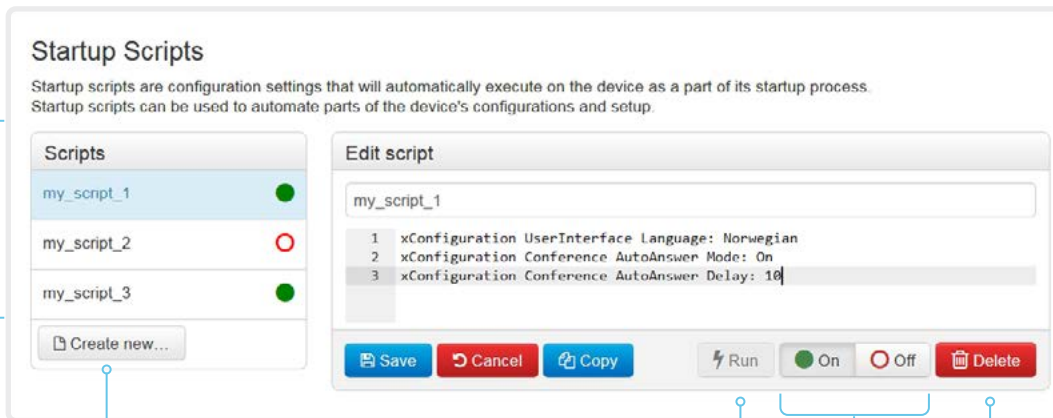 Startup Scripts
Startup scripts are configuration settings that will automatically execute on the device as a part of its startup process.
Startup scripts can be used to automate parts of the device's configurations and setup.
Scripts
my_script_1
my_script_2
my_script_3
Create new...
Edit script
my_script_1
1 xConfiguration UserInterface Language: Norwegian
2 xConfiguration Conference AutoAnswer Mode: On
3 xConfiguration Conference AutoAnswer Delay: 10
Save Cancel Copy Run On Off Delete